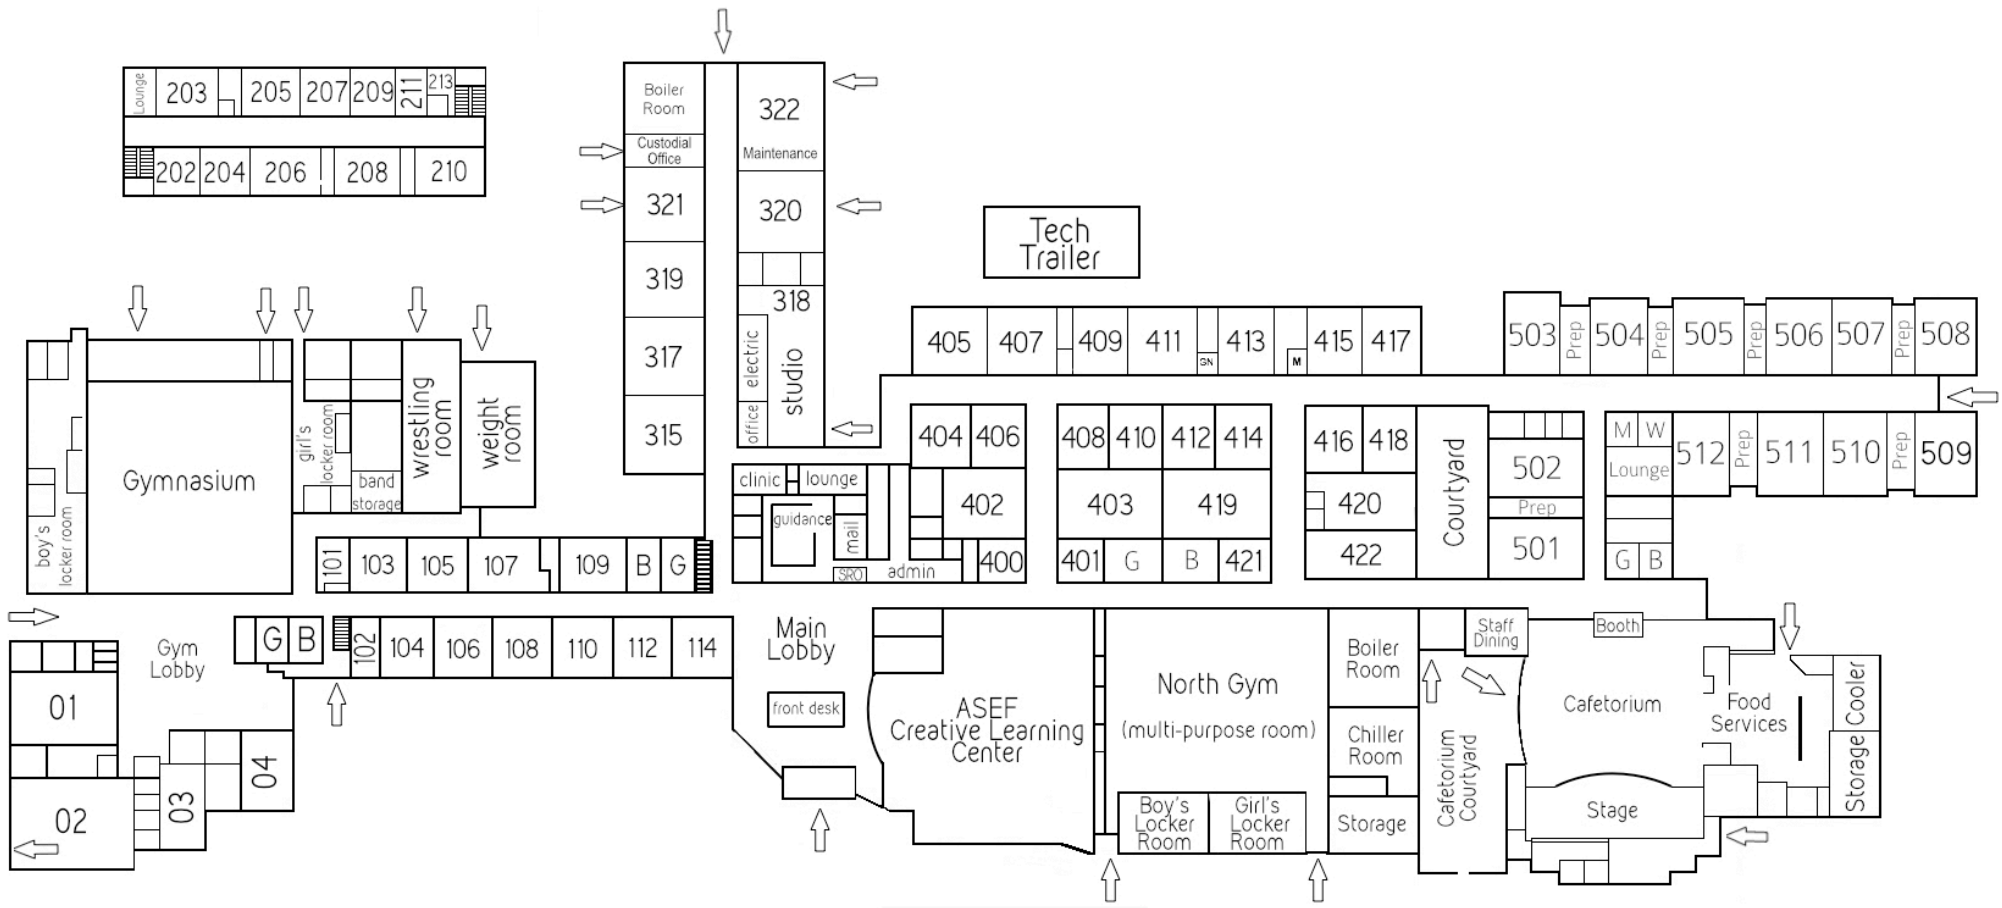 Lounge
203
205
207
209
211
213
202
204
206
208
210
Boiler
Room
Custodial
Office
321
319
317
315
322
Maintenance
320
318
studio
electric
office
Tech
Trailer
405
407
409
411
GN
413
M
415
417
503
Prep
504
Prep
505
Prep
506
507
Prep
508
404
406
402
400
408
410
412
414
403
419
401
G
B
421
416
418
420
422
Courtyard
502
Prep
501
M
W
Lounge
G
B
512
Prep
511
510
Prep
509
boy's
locker room
Gymnasium
girl's
locker room
band
storage
wrestling
room
weight
room
clinic
lounge
guidance
mail
SRO
admin
101
103
105
107
109
B
G
Gym
Lobby
G
B
102
104
106
108
110
112
114
01
02
03
04
Main
Lobby
front desk
ASEF
Creative Learning
Center
North Gym
(multi-purpose room)
Boy's
Locker
Room
Girl's
Locker
Room
Boiler
Room
Chiller
Room
Storage
Staff
Dining
Cafetorium
Courtyard
Booth
Cafetorium
Stage
Food
Services
Cooler
Storage